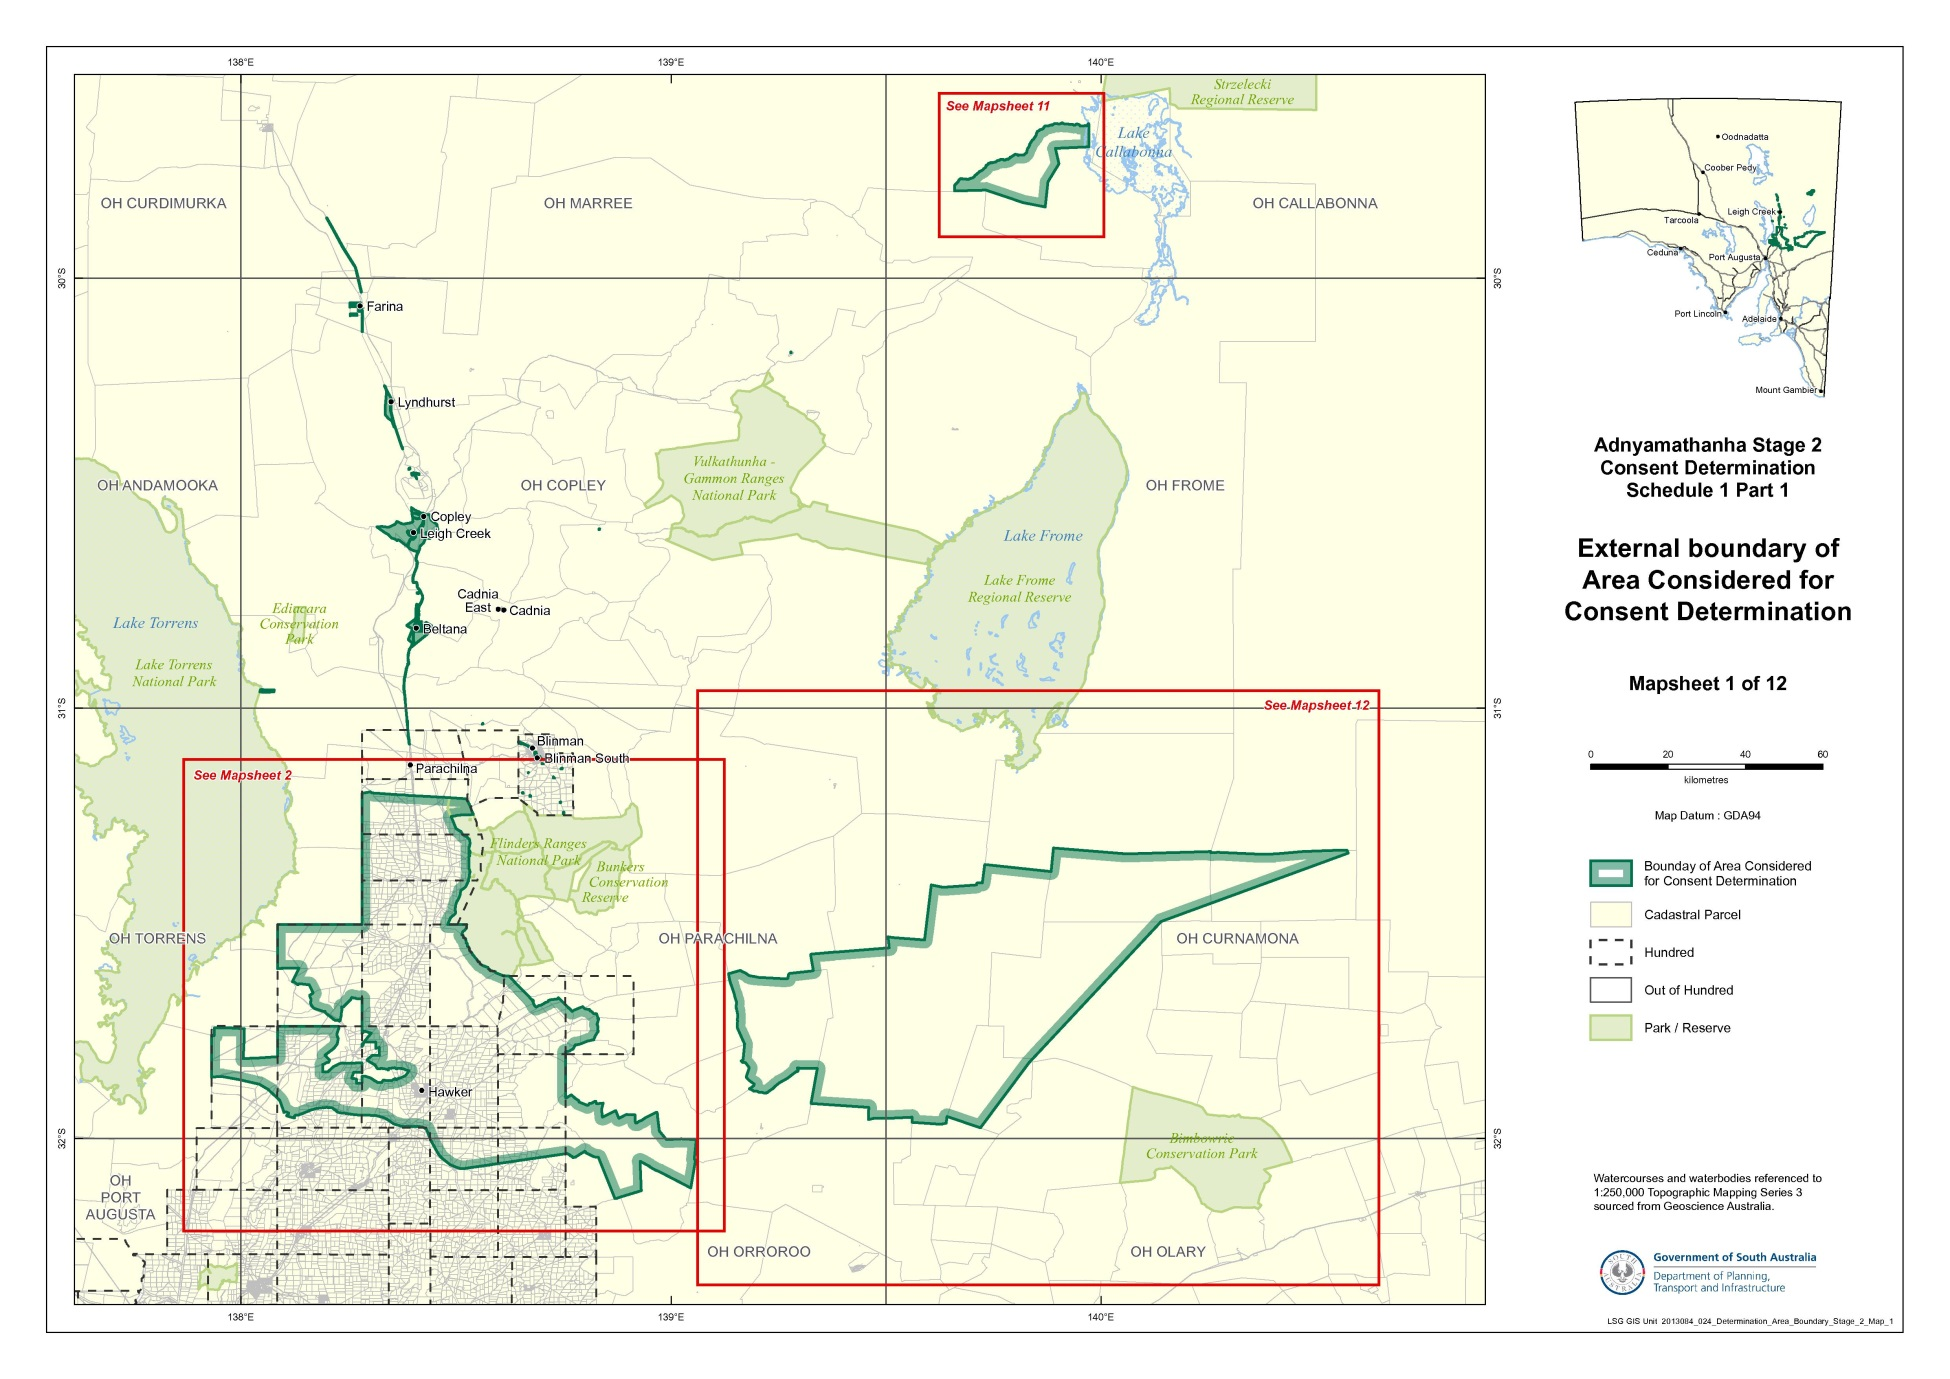 138°E
139°E
140°E
30°S
31°S
32°S
30°S
31°S
32°S
138°E
139°E
140°E
Strzelecki
Regional Reserve
See Mapsheet 11
Lake
Callabonna
OH CURDIMURKA
OH MARREE
OH CALLABONNA
Farina
Lyndhurst
Vulkathunha -
Gammon Ranges
National Park
OH ANDAMOOKA
OH COPLEY
OH FROME
Copley
Leigh Creek
Lake Frome
Lake Frome
Regional Reserve
Cadnia
East
Cadnia
Ediacara
Conservation
Park
Beltana
Lake Torrens
Lake Torrens
National Park
See Mapsheet 12
Blinman
Blinman South
Parachilna
See Mapsheet 2
Flinders Ranges
National Park
Bunkers
Conservation
Reserve
OH TORRENS
OH PARACHILNA
OH CURNAMONA
Hawker
Bimbowrie
Conservation Park
OH
PORT
AUGUSTA
OH ORROROO
OH OLARY
Oodnadatta
Coober Pedy
Leigh Creek
Tarcoola
Ceduna
Port Augusta
Port Lincoln
Adelaide
Mount Gambier
Adnyamathanha Stage 2
Consent Determination
Schedule 1 Part 1
External boundary of
Area Considered for
Consent Determination
Mapsheet 1 of 12
0 20 40 60
kilometres
Map Datum : GDA94
Bounday of Area Considered
for Consent Determination
Cadastral Parcel
Hundred
Out of Hundred
Park / Reserve
Watercourses and waterbodies referenced to
1:250,000 Topographic Mapping Series 3
sourced from Geoscience Australia.
SOUTH
AUSTRALIA
Government of South Australia
Department of Planning,
Transport and Infrastructure
LSG GIS Unit 2013084_024_Determination_Area_Boundary_Stage_2_Map_1